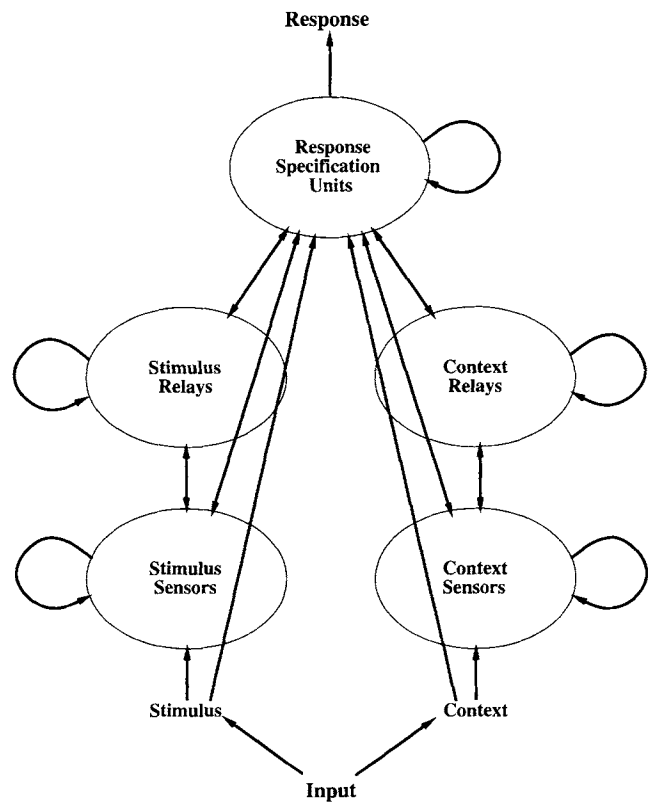 Response
Response
Specification
Units
Stimulus
Relays
Context
Relays
Stimulus
Sensors
Context
Sensors
Stimulus
Context
Input